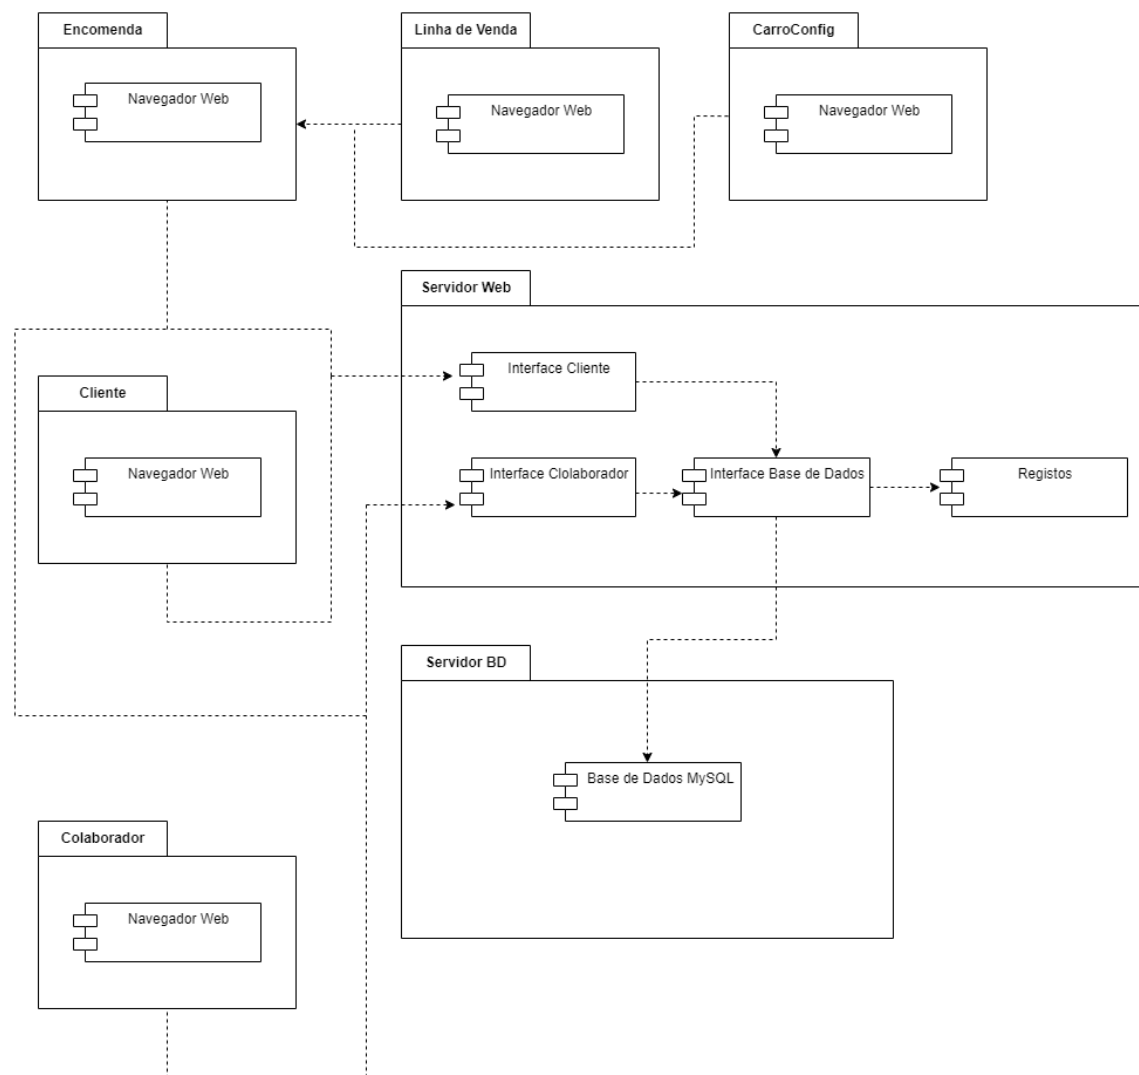 Encomenda
Navegador Web
Linha de Venda
Navegador Web
CarroConfig
Navegador Web
Servidor Web
Interface Cliente
Cliente
Navegador Web
Interface Clolaborador
Interface Base de Dados
Registos
Servidor BD
Base de Dados MySQL
Colaborador
Navegador Web